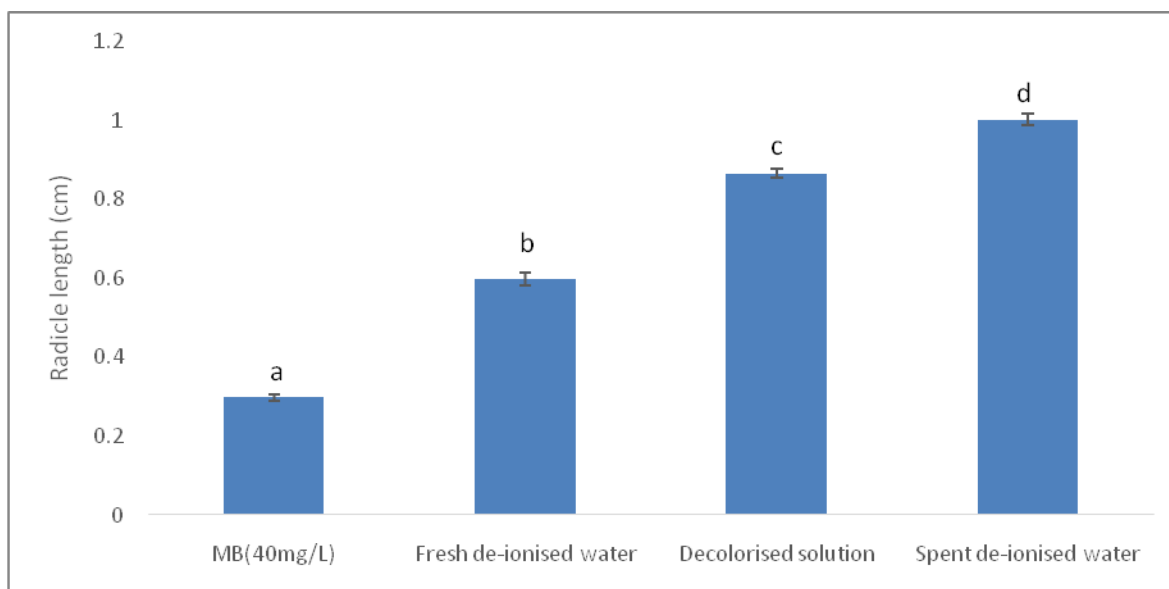 1.2
1
0.8
0.6
0.4
0.2
0
Radicle length (cm)
a
b
c
d
MB(40mg/L)
Fresh de-ionised water
Decolorised solution
Spent de-ionised water